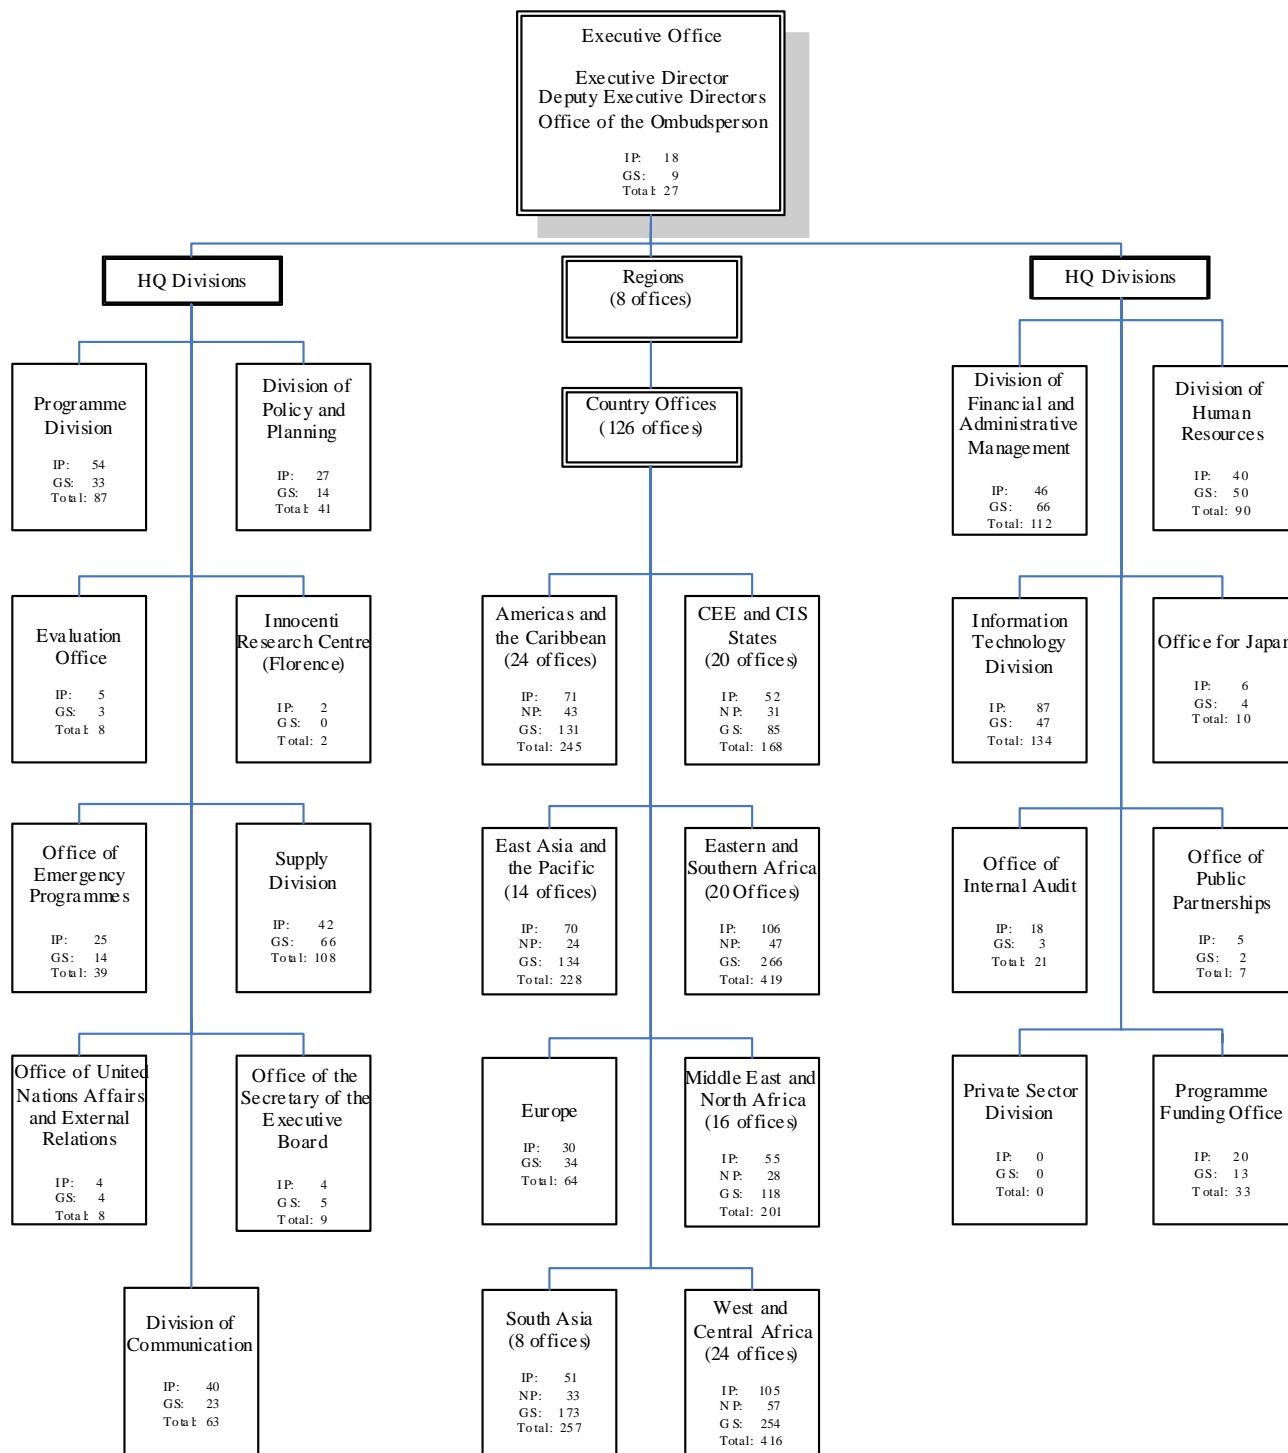 Executive Office
Executive Director
Deputy Executive Directors
Office of the Ombudsperson
IP: 18
GS: 9
Total: 27
HQ Divisions
Regions
(8 offices)
HQ Divisions
Country Offices
(126 offices)
Programme
Division
IP: 54
GS: 33
Total: 87
Division of
Policy and
Planning
IP: 27
GS: 14
Total: 41
Division of
Financial and
Administrative
Management
IP: 46
GS: 66
Total: 112
Division of
Human
Resources
IP: 40
GS: 50
Total: 90
Evaluation
Office
IP: 5
GS: 3
Total: 8
Innocenti
Research Centre
(Florence)
IP: 2
GS: 0
Total: 2
Americas and
the Caribbean
(24 offices)
IP: 71
NP: 43
GS: 131
Total: 245
CEE and CIS
States
(20 offices)
IP: 52
NP: 31
GS: 85
Total: 168
Information
Technology
Division
IP: 87
GS: 47
Total: 134
Office for Japan
IP: 6
GS: 4
Total: 10
Office of
Emergency
Programmes
IP: 25
GS: 14
Total: 39
Supply
Division
IP: 42
GS: 66
Total: 108
East Asia and
the Pacific
(14 offices)
IP: 70
NP: 24
GS: 134
Total: 228
Eastern and
Southern Africa
(20 Offices)
IP: 106
NP: 47
GS: 266
Total: 419
Office of
Internal Audit
IP: 18
GS: 3
Total: 21
Office of
Public
Partnerships
IP: 5
GS: 2
Total: 7
Office of United
Nations Affairs
and External
Relations
IP: 4
GS: 4
Total: 8
Office of the
Secretary of the
Executive
Board
IP: 4
GS: 5
Total: 9
Europe
IP: 30
GS: 34
Total: 64
Middle East and
North Africa
(16 offices)
IP: 55
NP: 28
GS: 118
Total: 201
Private Sector
Division
IP: 0
GS: 0
Total: 0
Programme
Funding Office
IP: 20
GS: 13
Total: 33
Division of
Communication
IP: 40
GS: 23
Total: 63
South Asia
(8 offices)
IP: 51
NP: 33
GS: 173
Total: 257
West and
Central Africa
(24 offices)
IP: 105
NP: 57
GS: 254
Total: 416